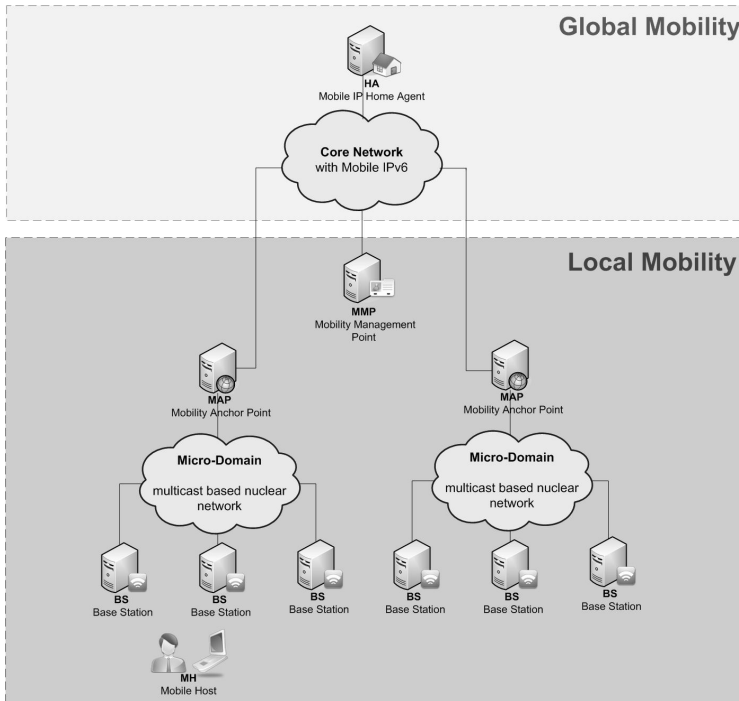 Global Mobility
HA
Mobile IP Home Agent
Core Network
with Mobile IPv6
Local Mobility
MMP
Mobility Management
Point
MAP
Mobility Anchor Point
MAP
Mobility Anchor Point
Micro-Domain
multicast based nuclear
network
Micro-Domain
multicast based nuclear
network
BS
Base Station
BS
Base Station
BS
Base Station
BS
Base Station
BS
Base Station
BS
Base Station
MH
Mobile Host